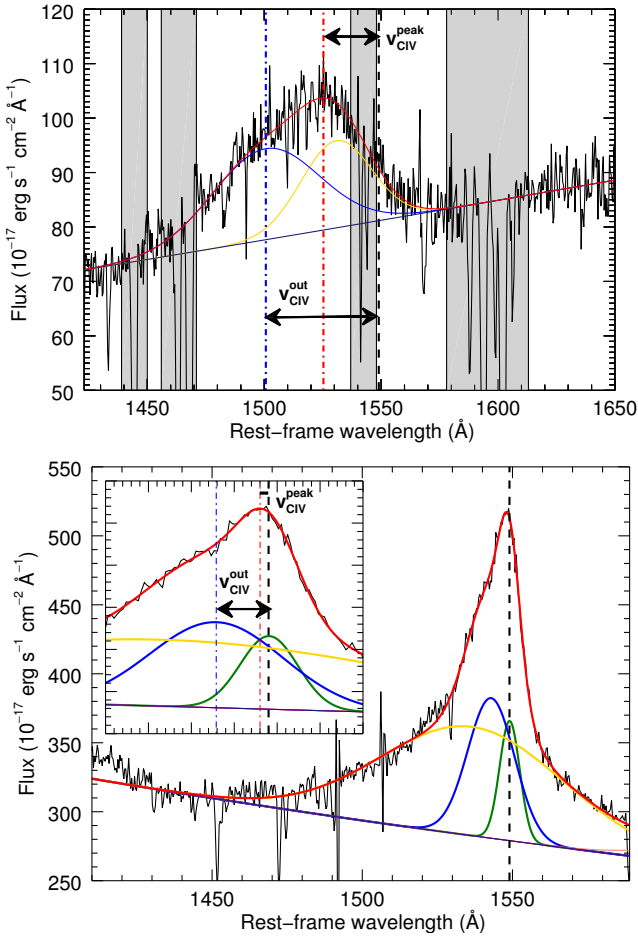 120
110
100
90
80
70
60
50
Flux (10⁻¹⁷ erg s⁻¹ cm⁻² Å⁻¹)
v_CIV^peak
v_CIV^out
1450 1500 1550 1600 1650
Rest−frame wavelength (Å)
550
500
450
400
350
300
250
Flux (10⁻¹⁷ erg s⁻¹ cm⁻² Å⁻¹)
v_CIV^peak
v_CIV^out
1450 1500 1550
Rest−frame wavelength (Å)